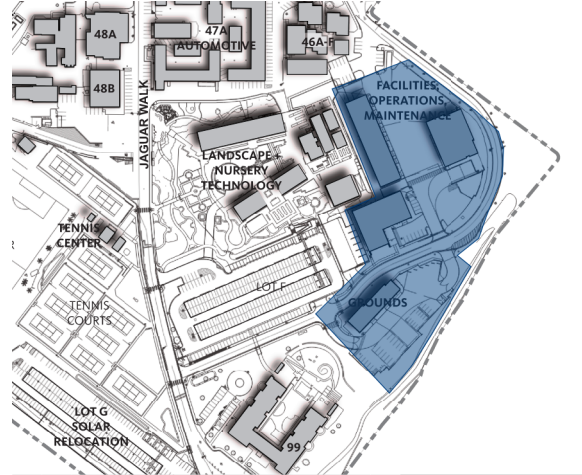 48A
47A
AUTOMOTIVE
46A-F
48B
JAGUAR WALK
FACILITIES,
OPERATIONS,
MAINTENANCE
LANDSCAPE +
NURSERY
TECHNOLOGY
TENNIS
CENTER
R
LOT F
GROUNDS
TENNIS
COURTS
LOT G
SOLAR
RELOCATION
99